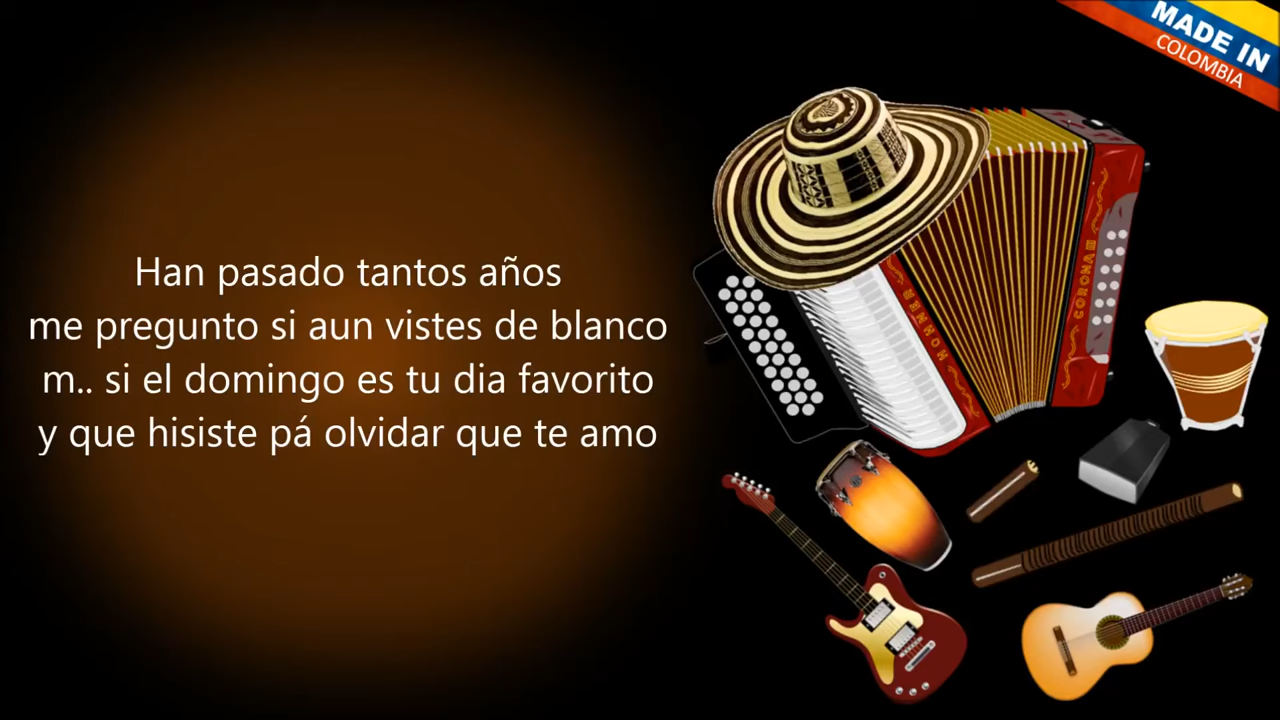 MADE IN
COLOMBIA
Han pasado tantos años
me pregunto si aun vistes de blanco
m.. si el domingo es tu dia favorito
y que hisiste pá olvidar que te amo
HOHNER
CORONA III